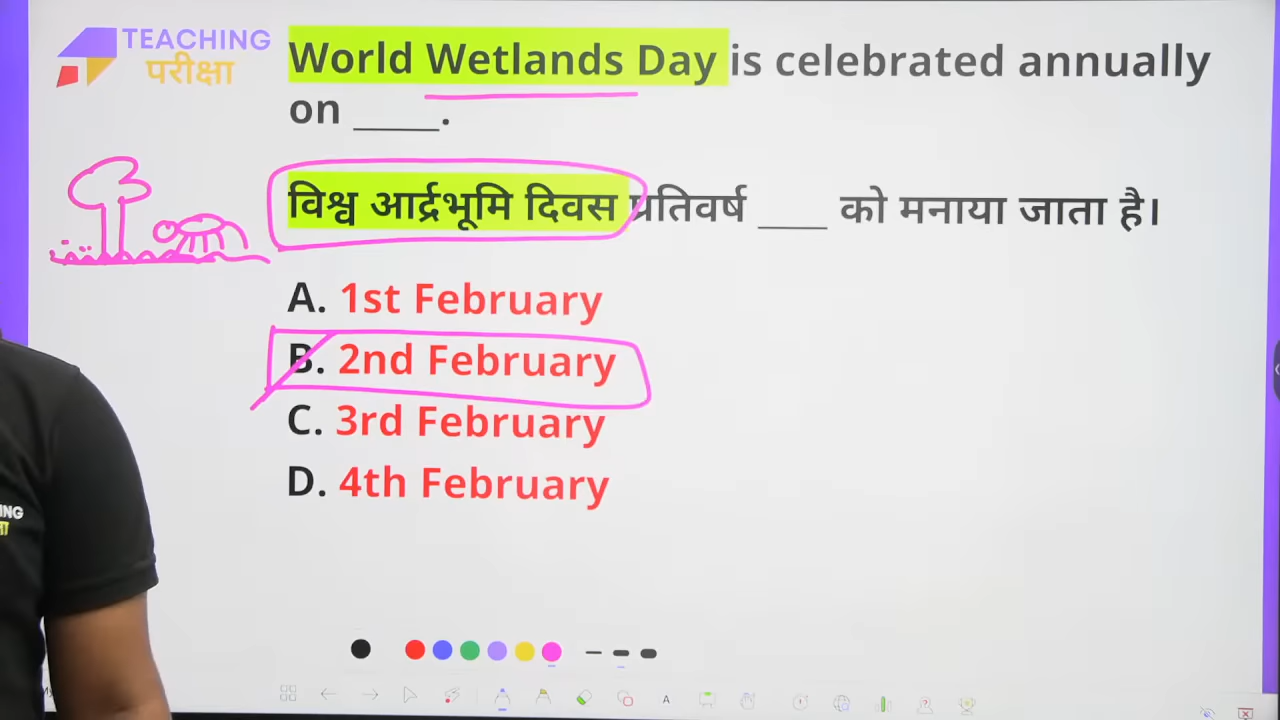 TEACHING
परीक्षा
World Wetlands Day is celebrated annually
on ____.
विश्व आर्द्रभूमि दिवस प्रतिवर्ष ____ को मनाया जाता है।
A. 1st February
B. 2nd February
C. 3rd February
D. 4th February